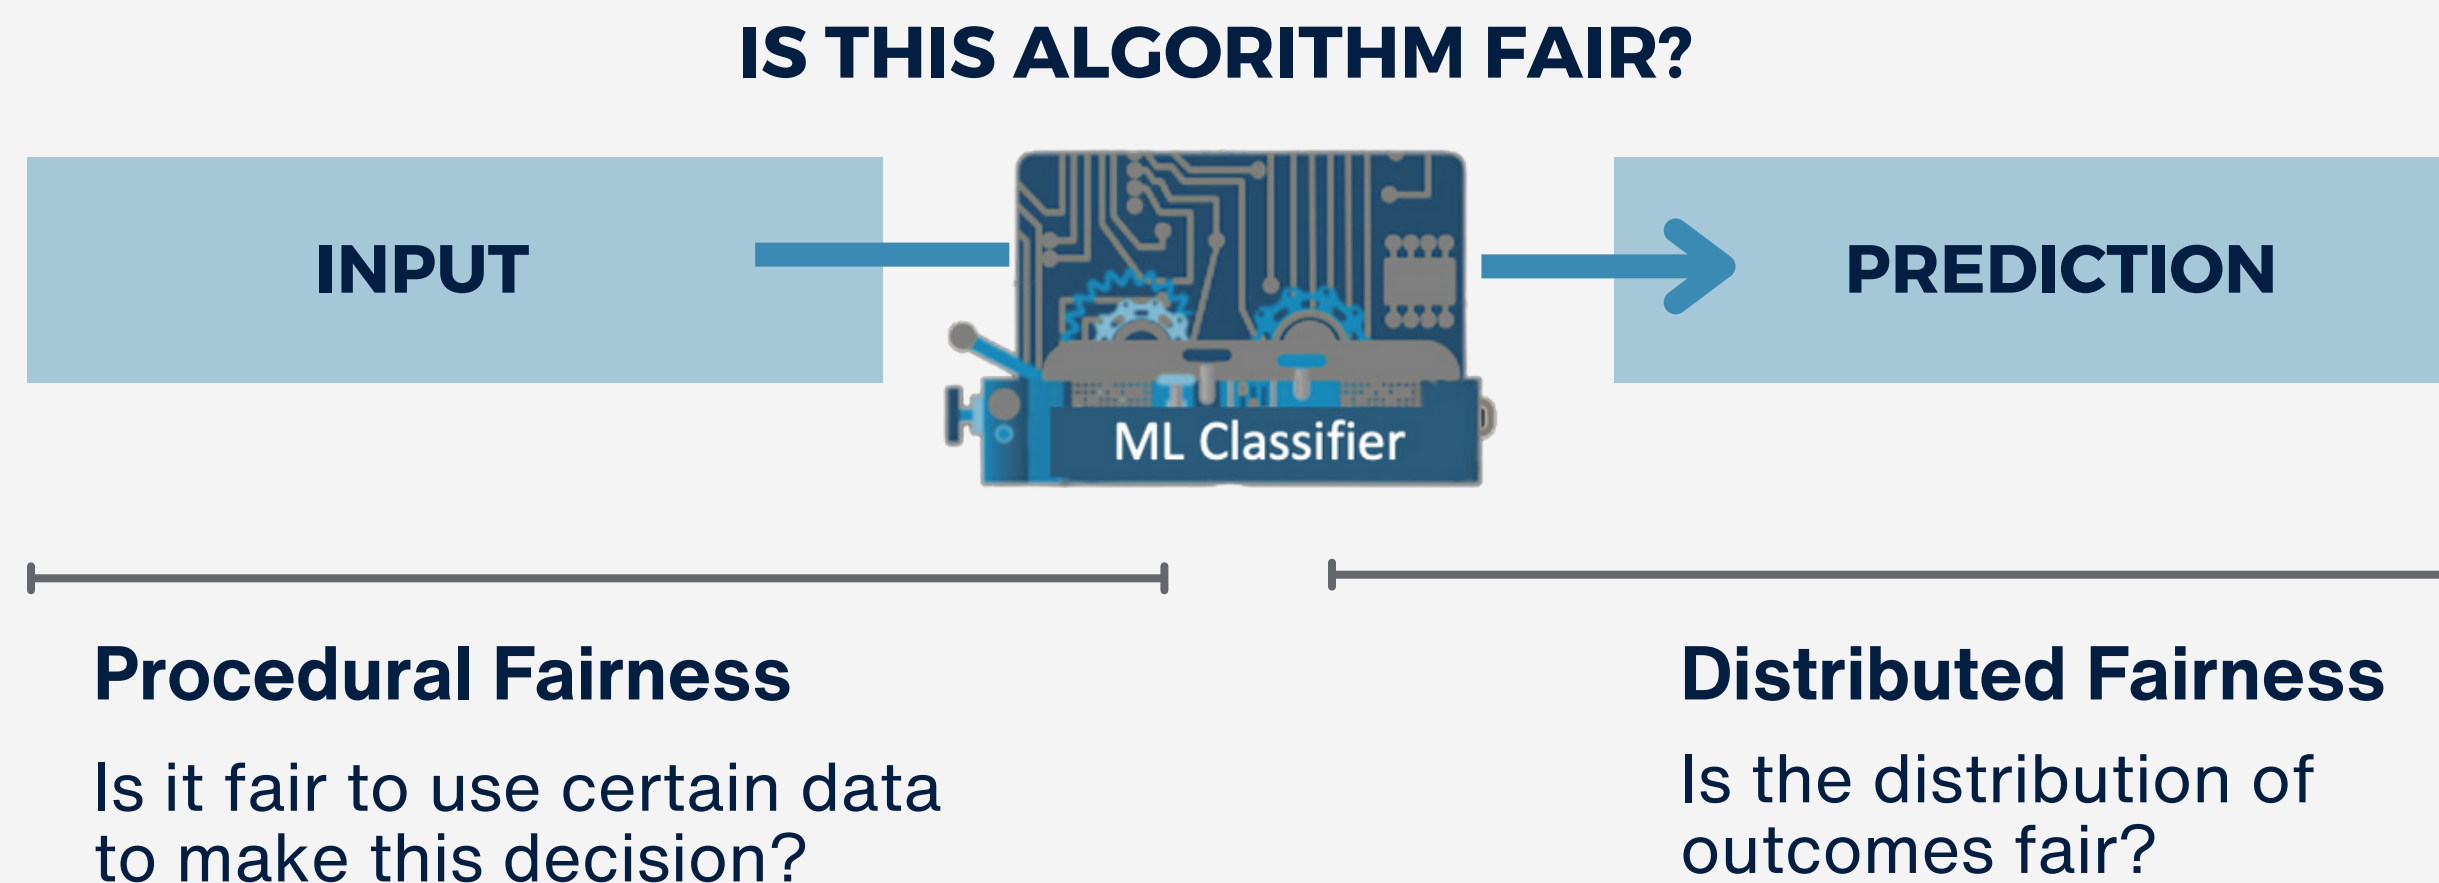 IS THIS ALGORITHM FAIR?
INPUT
PREDICTION
ML Classifier
Procedural Fairness
Is it fair to use certain data
to make this decision?
Distributed Fairness
Is the distribution of
outcomes fair?